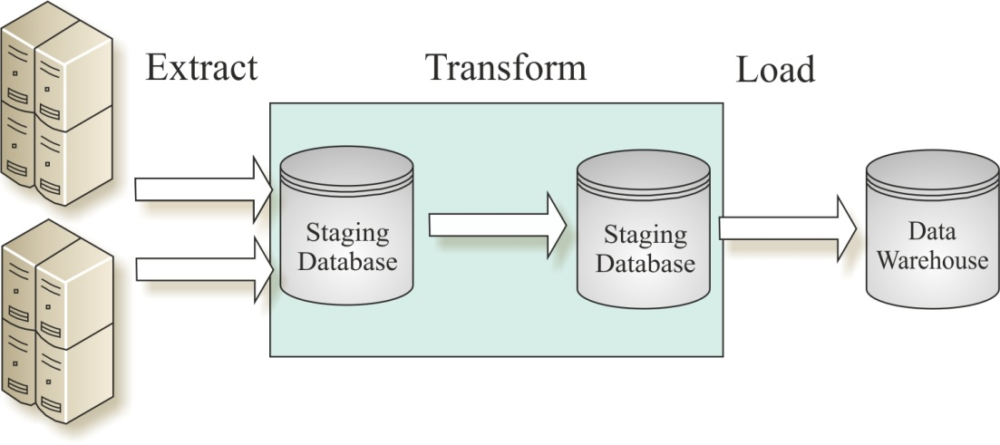 Extract
Transform
Load
Staging
Database
Staging
Database
Data
Warehouse